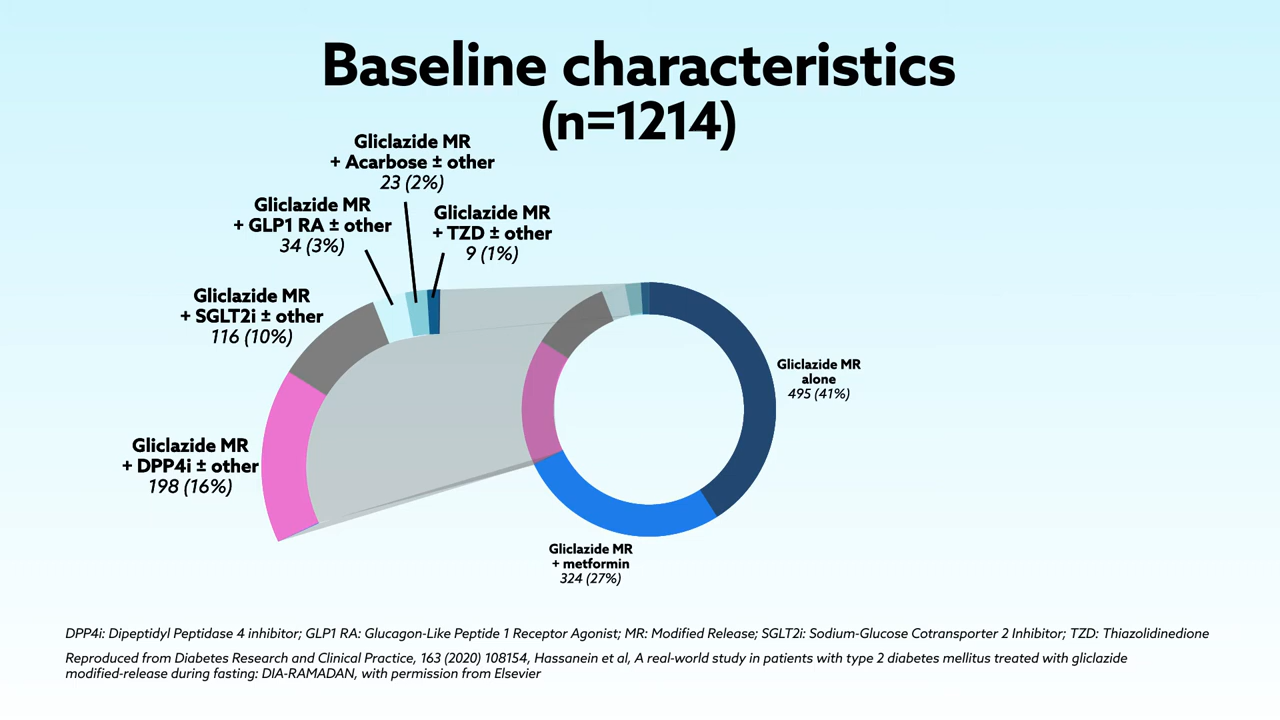 Baseline characteristics
(n=1214)
Gliclazide MR
+ Acarbose ± other
23 (2%)
Gliclazide MR
+ GLP1 RA ± other
34 (3%)
Gliclazide MR
+ TZD ± other
9 (1%)
Gliclazide MR
+ SGLT2i ± other
116 (10%)
Gliclazide MR
alone
495 (41%)
Gliclazide MR
+ DPP4i ± other
198 (16%)
Gliclazide MR
+ metformin
324 (27%)
DPP4i: Dipeptidyl Peptidase 4 inhibitor; GLP1 RA: Glucagon-Like Peptide 1 Receptor Agonist; MR: Modified Release; SGLT2i: Sodium-Glucose Cotransporter 2 Inhibitor; TZD: Thiazolidinedione
Reproduced from Diabetes Research and Clinical Practice, 163 (2020) 108154, Hassanein et al, A real-world study in patients with type 2 diabetes mellitus treated with gliclazide
modified-release during fasting: DIA-RAMADAN, with permission from Elsevier